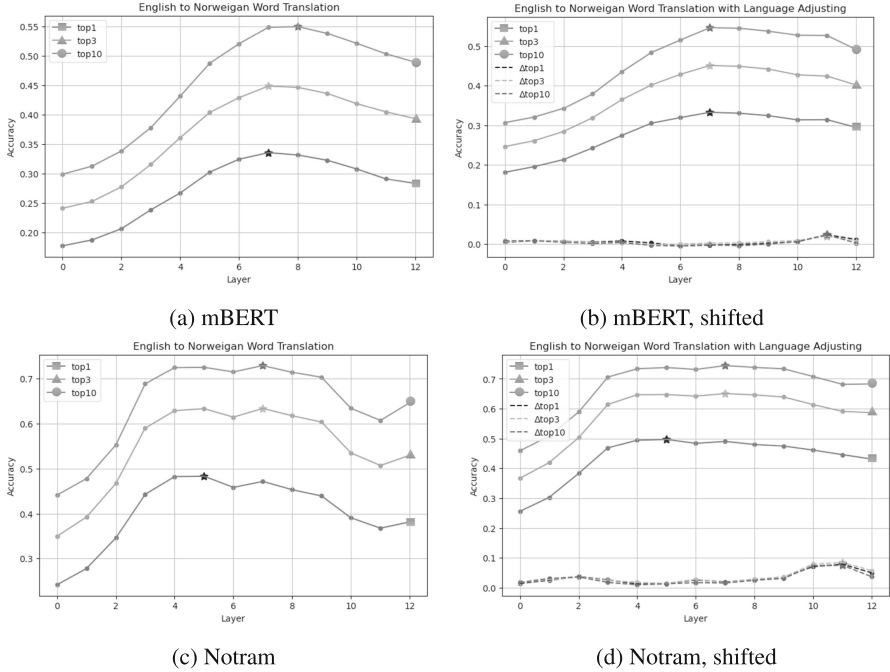 English to Norweigan Word Translation
top1
top3
top10
Accuracy
0.55
0.50
0.45
0.40
0.35
0.30
0.25
0.20
0 2 4 6 8 10 12
Layer
(a) mBERT
English to Norweigan Word Translation with Language Adjusting
top1
top3
top10
Δtop1
Δtop3
Δtop10
Accuracy
0.5
0.4
0.3
0.2
0.1
0.0
0 2 4 6 8 10 12
Layer
(b) mBERT, shifted
English to Norweigan Word Translation
top1
top3
top10
Accuracy
0.7
0.6
0.5
0.4
0.3
0 2 4 6 8 10 12
Layer
(c) Notram
English to Norweigan Word Translation with Language Adjusting
top1
top3
top10
Δtop1
Δtop3
Δtop10
Accuracy
0.7
0.6
0.5
0.4
0.3
0.2
0.1
0.0
0 2 4 6 8 10 12
Layer
(d) Notram, shifted